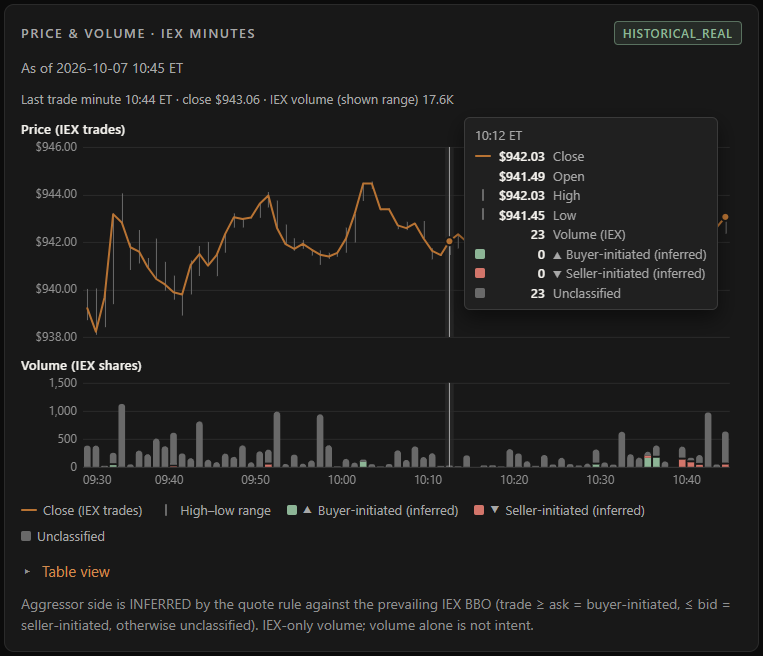 PRICE & VOLUME · IEX MINUTES
HISTORICAL_REAL
As of 2026-10-07 10:45 ET
Last trade minute 10:44 ET · close $943.06 · IEX volume (shown range) 17.6K
Price (IEX trades)
$946.00
$944.00
$942.00
$940.00
$938.00
10:12 ET
$942.03 Close
$941.49 Open
$942.03 High
$941.45 Low
23 Volume (IEX)
0 ▲ Buyer-initiated (inferred)
0 ▼ Seller-initiated (inferred)
23 Unclassified
Volume (IEX shares)
1,500
1,000
500
0
09:30 09:40 09:50 10:00 10:10 10:20 10:30 10:40
Close (IEX trades) High–low range ▲ Buyer-initiated (inferred) ▼ Seller-initiated (inferred)
Unclassified
▸ Table view
Aggressor side is INFERRED by the quote rule against the prevailing IEX BBO (trade ≥ ask = buyer-initiated, ≤ bid =
seller-initiated, otherwise unclassified). IEX-only volume; volume alone is not intent.